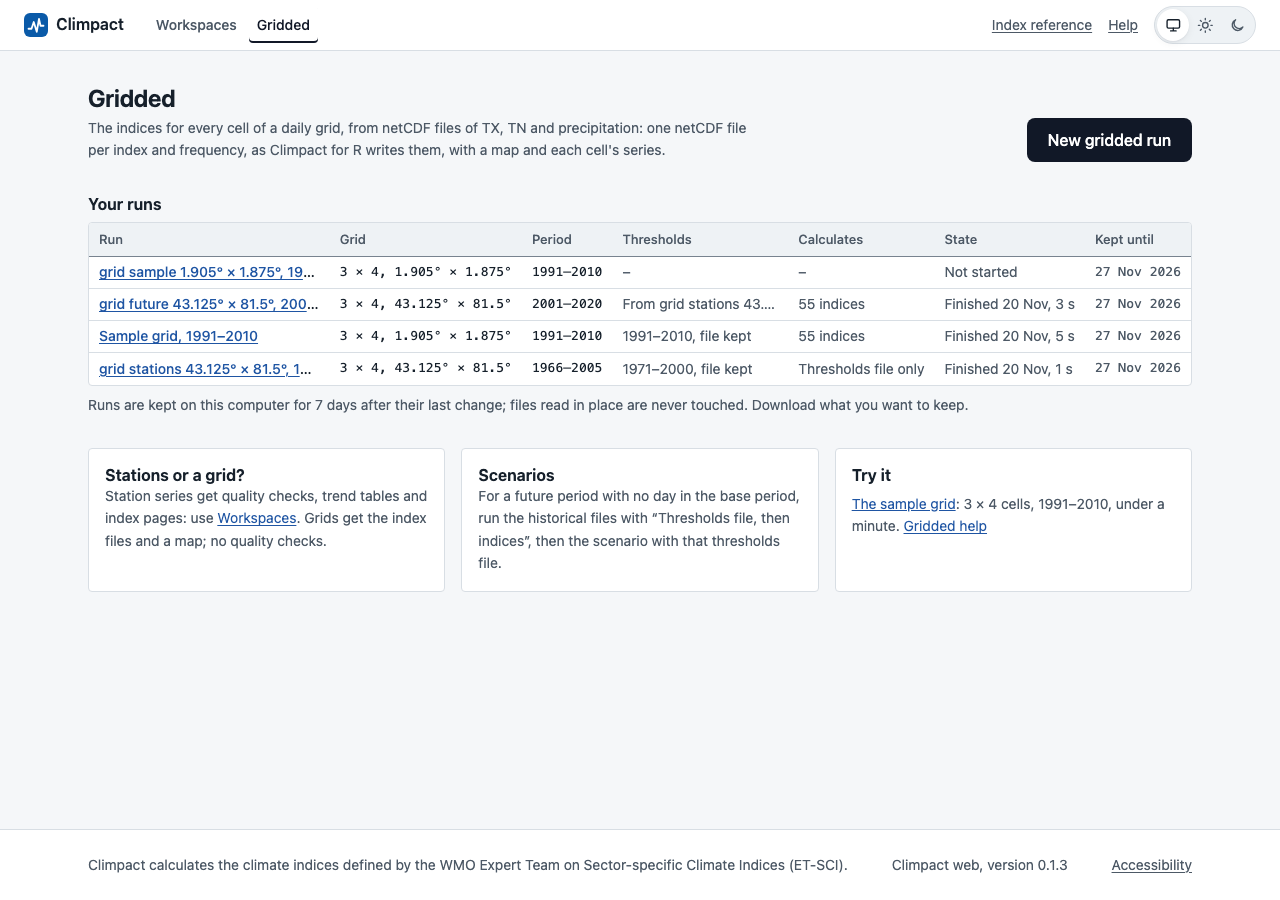 Climpact
Workspaces
Gridded
Index reference
Help
Gridded
The indices for every cell of a daily grid, from netCDF files of TX, TN and precipitation: one netCDF file
per index and frequency, as Climpact for R writes them, with a map and each cell's series.
New gridded run
Your runs
Run Grid Period Thresholds Calculates State Kept until
grid sample 1.905° × 1.875°, 19... 3 × 4, 1.905° × 1.875° 1991–2010 – – Not started 27 Nov 2026
grid future 43.125° × 81.5°, 200... 3 × 4, 43.125° × 81.5° 2001–2020 From grid stations 43.... 55 indices Finished 20 Nov, 3 s 27 Nov 2026
Sample grid, 1991–2010 3 × 4, 1.905° × 1.875° 1991–2010 1991–2010, file kept 55 indices Finished 20 Nov, 5 s 27 Nov 2026
grid stations 43.125° × 81.5°, 1... 3 × 4, 43.125° × 81.5° 1966–2005 1971–2000, file kept Thresholds file only Finished 20 Nov, 1 s 27 Nov 2026
Runs are kept on this computer for 7 days after their last change; files read in place are never touched. Download what you want to keep.
Stations or a grid?
Station series get quality checks, trend tables and
index pages: use Workspaces. Grids get the index
files and a map; no quality checks.
Scenarios
For a future period with no day in the base period,
run the historical files with “Thresholds file, then
indices”, then the scenario with that thresholds
file.
Try it
The sample grid: 3 × 4 cells, 1991–2010, under a
minute. Gridded help
Climpact calculates the climate indices defined by the WMO Expert Team on Sector-specific Climate Indices (ET-SCI).
Climpact web, version 0.1.3
Accessibility